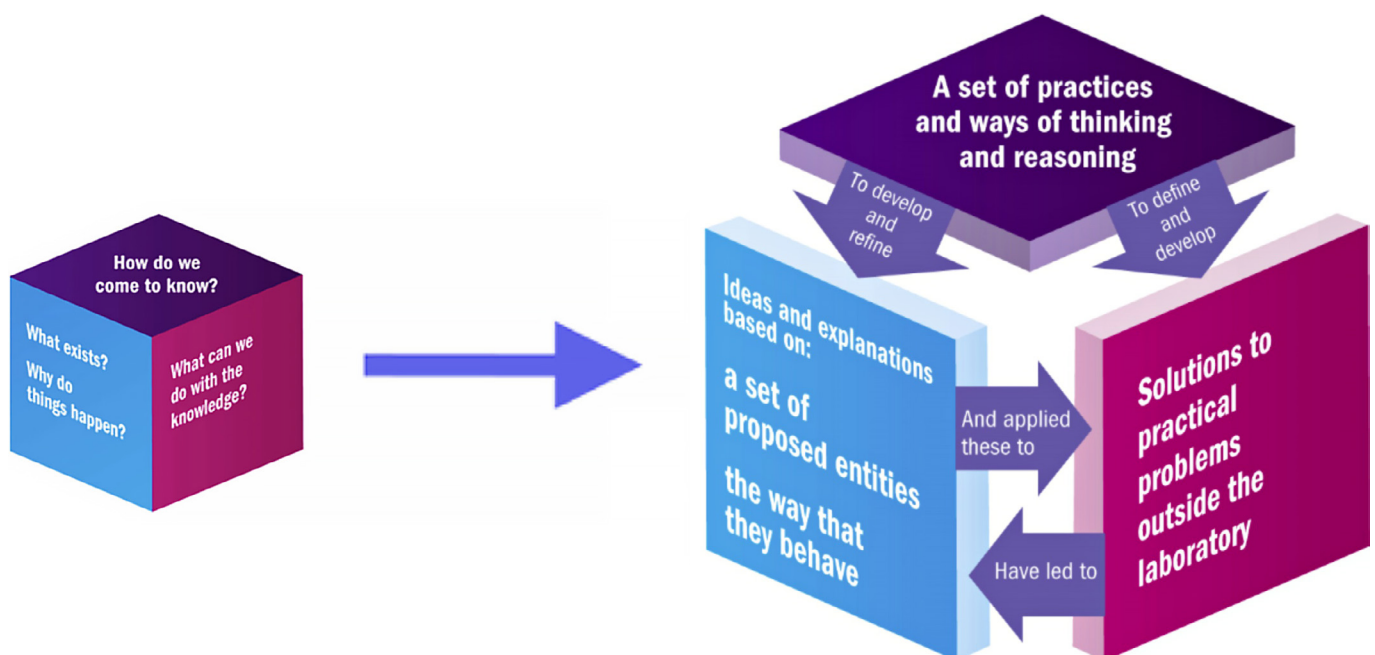 How do we
come to know?
What exists?
Why do
things happen?
What can we
do with the
knowledge?
A set of practices
and ways of thinking
and reasoning
To develop
and
refine
To define
and
develop
Ideas and explanations
based on:
a set of
proposed entities
the way that
they behave
And applied
these to
Have led to
Solutions to
practical
problems
outside the
laboratory